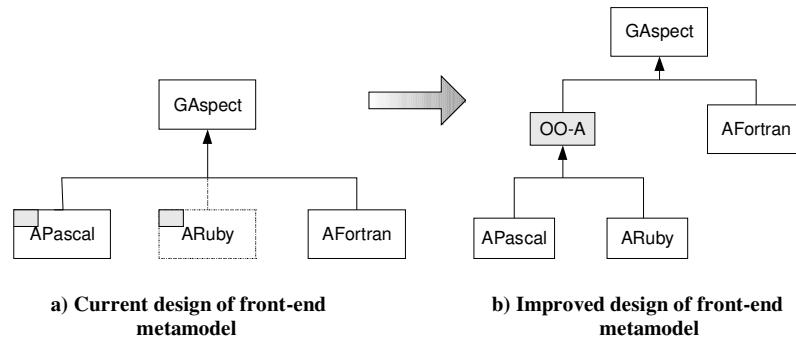 GAspect
APascal
ARuby
AFortran
a) Current design of front-end
metamodel
GAspect
OO-A
AFortran
APascal
ARuby
b) Improved design of front-end
metamodel